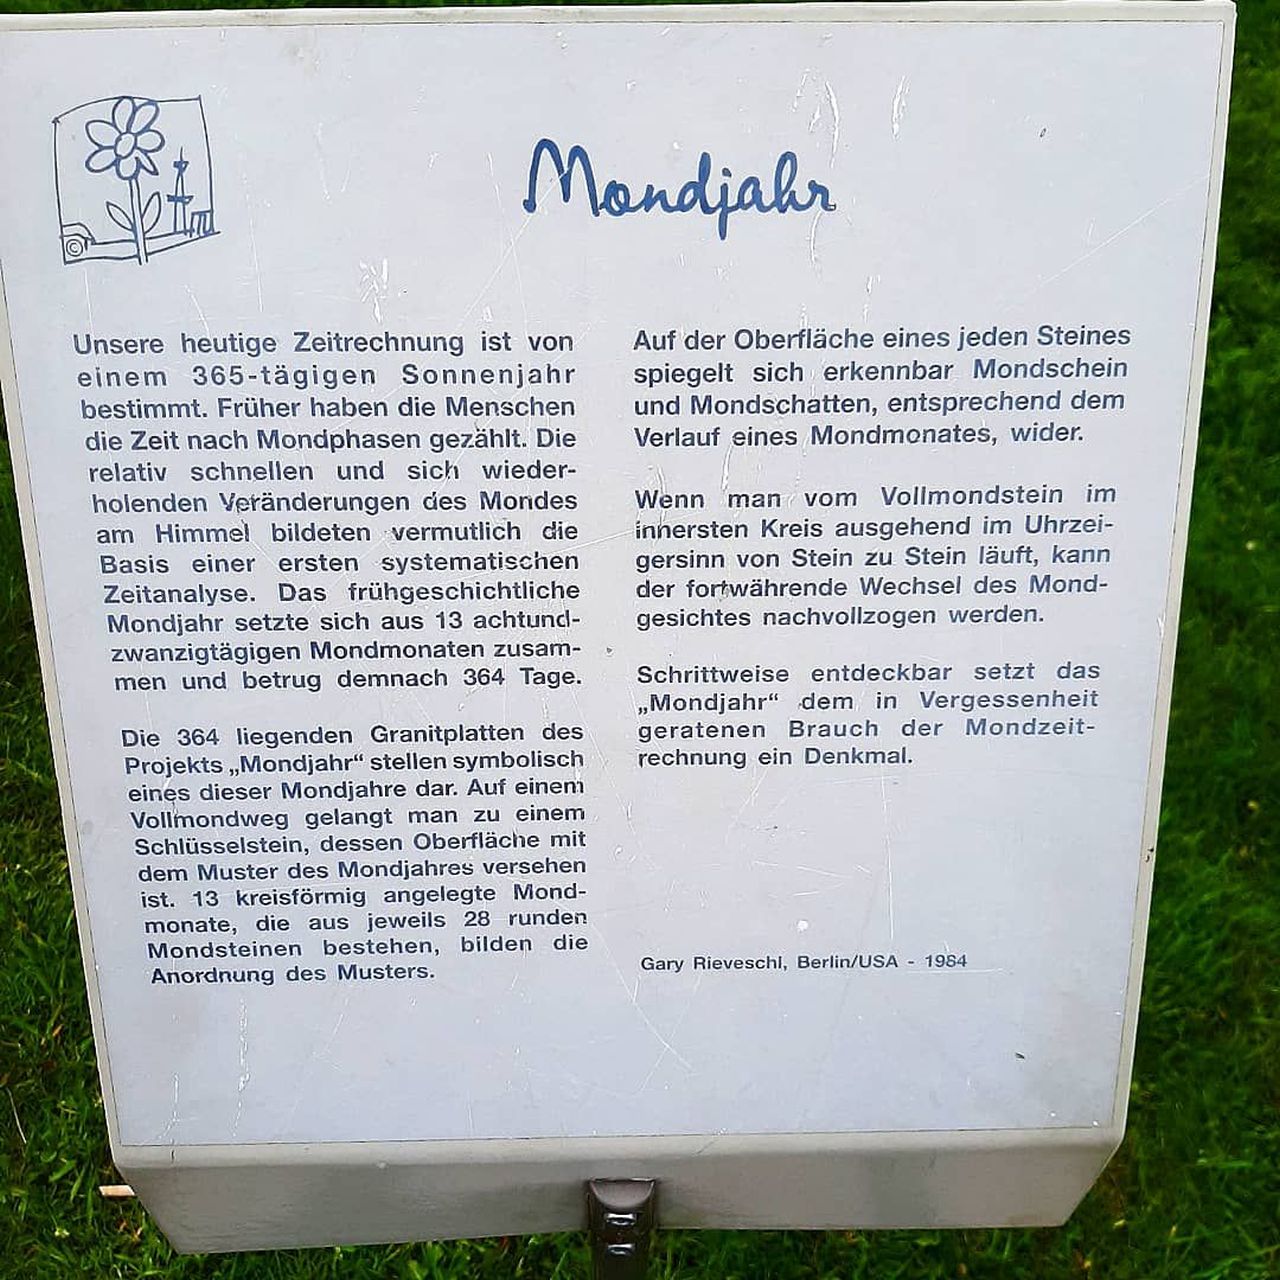 ©
Mondjahr
Unsere heutige Zeitrechnung ist von
einem 365-tägigen Sonnenjahr
bestimmt. Früher haben die Menschen
die Zeit nach Mondphasen gezählt. Die
relativ schnellen und sich wieder-
holenden Veränderungen des Mondes
am Himmel bildeten vermutlich die
Basis einer ersten systematischen
Zeitanalyse. Das frühgeschichtliche
Mondjahr setzte sich aus 13 achtund-
zwanzigtägigen Mondmonaten zusam-
men und betrug demnach 364 Tage.
Die 364 liegenden Granitplatten des
Projekts „Mondjahr“ stellen symbolisch
eines dieser Mondjahre dar. Auf einem
Vollmondweg gelangt man zu einem
Schlüsselstein, dessen Oberfläche mit
dem Muster des Mondjahres versehen
ist. 13 kreisförmig angelegte Mond-
monate, die aus jeweils 28 runden
Mondsteinen bestehen, bilden die
Anordnung des Musters.
Auf der Oberfläche eines jeden Steines
spiegelt sich erkennbar Mondschein
und Mondschatten, entsprechend dem
Verlauf eines Mondmonates, wider.
Wenn man vom Vollmondstein im
innersten Kreis ausgehend im Uhrzei-
gersinn von Stein zu Stein läuft, kann
der fortwährende Wechsel des Mond-
gesichtes nachvollzogen werden.
Schrittweise entdeckbar setzt das
„Mondjahr“ dem in Vergessenheit
geratenen Brauch der Mondzeit-
rechnung ein Denkmal.
Gary Rieveschl, Berlin/USA - 1984